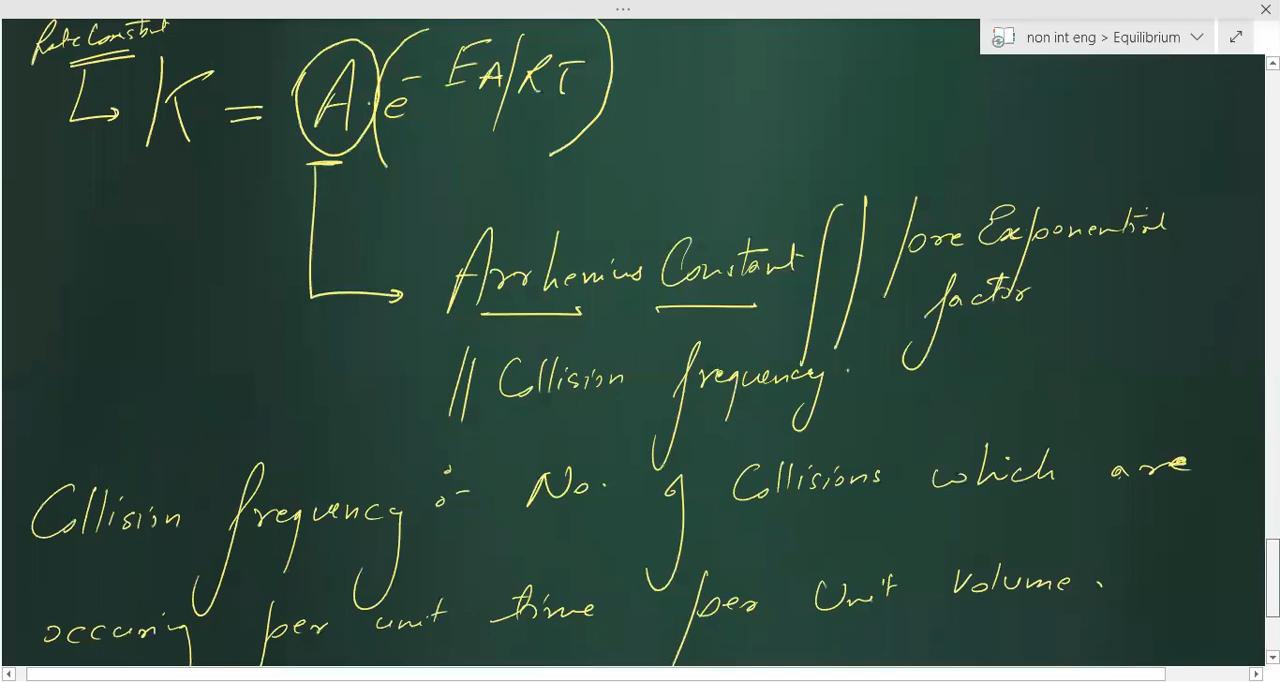 non int eng > Equilibrium
Rate Constant
K = A (e^-EA/RT)
Arrhenius Constant // pre Exponential
factor
// Collision frequency.
Collision frequency :- No. of Collisions which are
occuring per unit time per Unit volume.